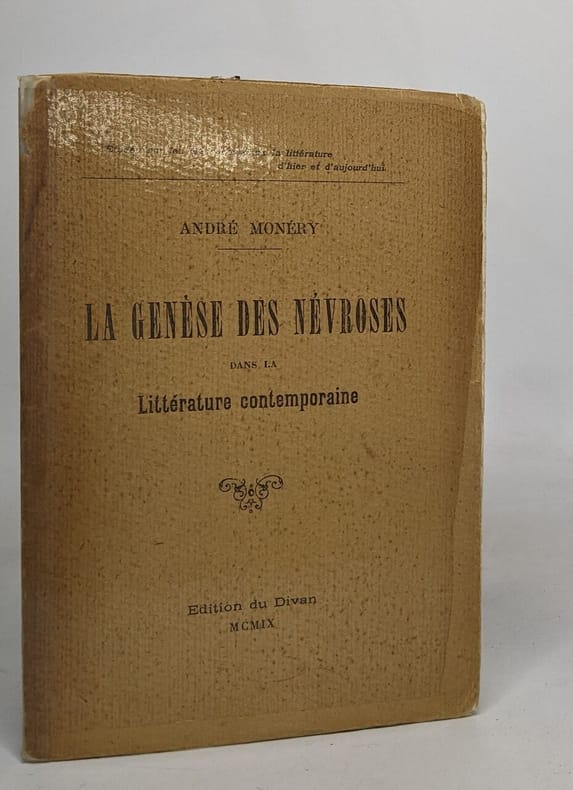 la littérature
d'hier et d'aujourd'hui.
ANDRÉ MONÉRY
LA GENÈSE DES NÉVROSES
DANS LA
Littérature contemporaine
Edition du Divan
MCMIX